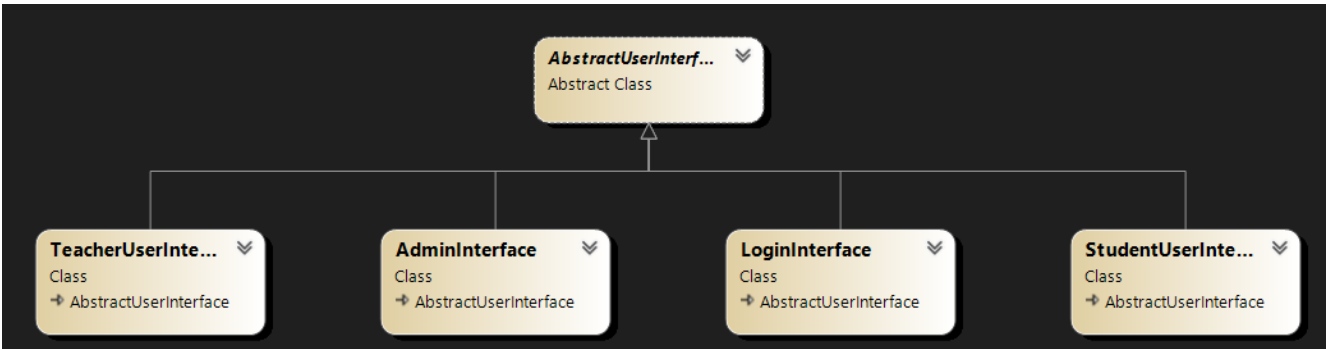 AbstractUserInterf...
Abstract Class
TeacherUserInte...
Class
AbstractUserInterface
AdminInterface
Class
AbstractUserInterface
LoginInterface
Class
AbstractUserInterface
StudentUserInte...
Class
AbstractUserInterface